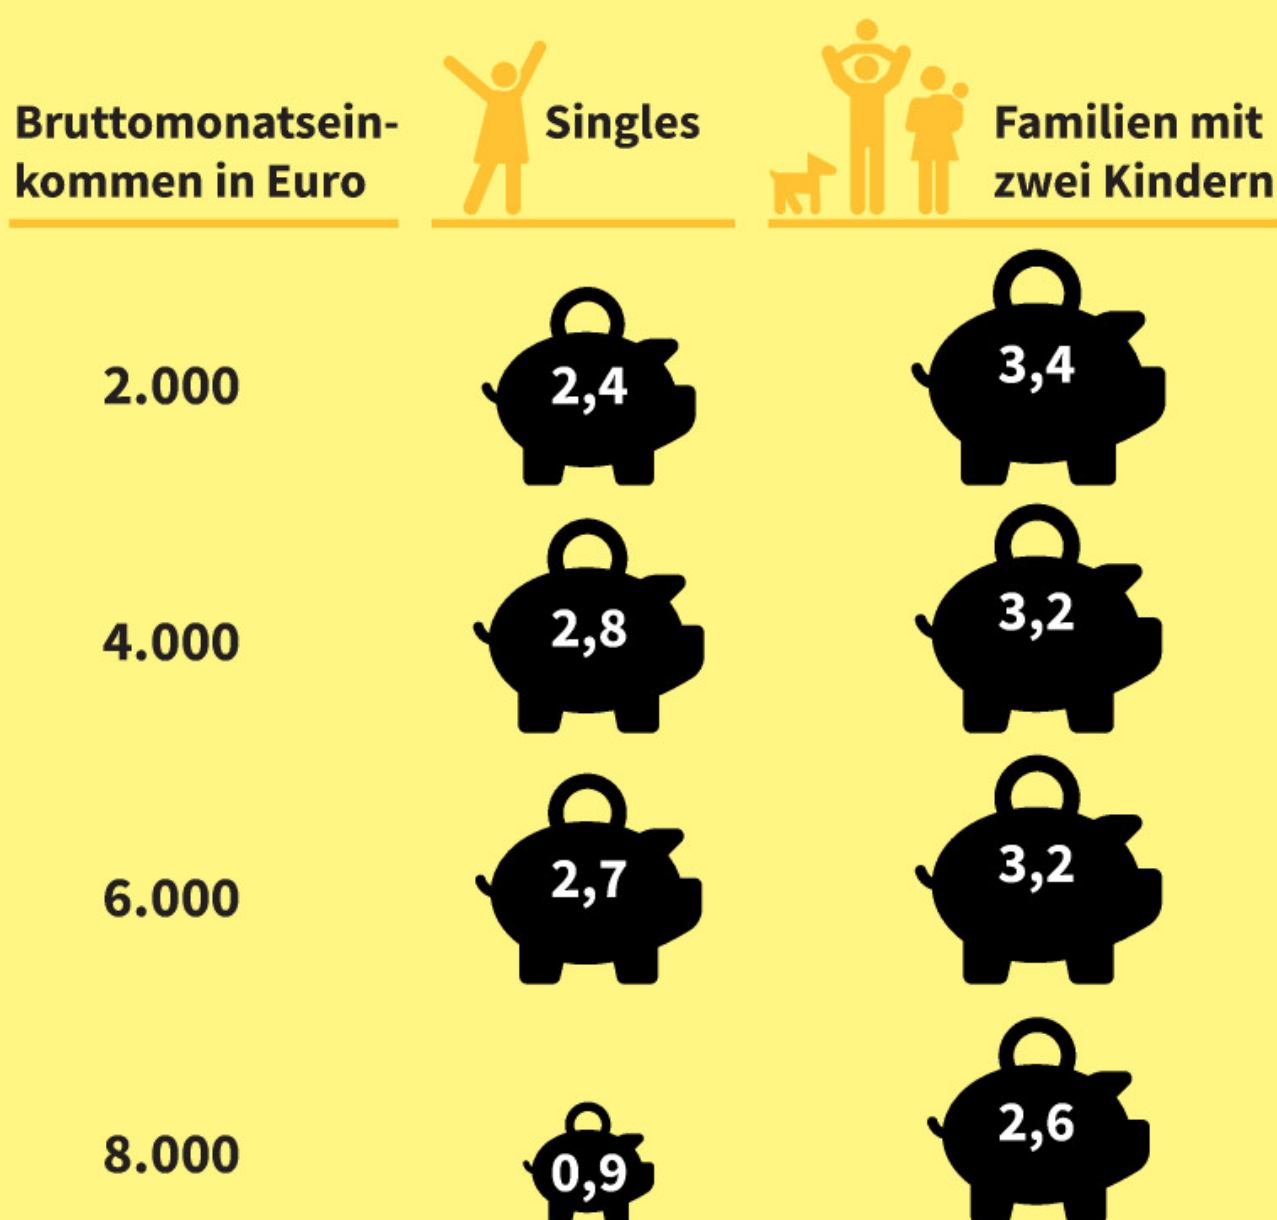 Bruttomonatsein-
kommen in Euro
Singles
Familien mit
zwei Kindern
2.000
2,4
3,4
4.000
2,8
3,2
6.000
2,7
3,2
8.000
0,9
2,6